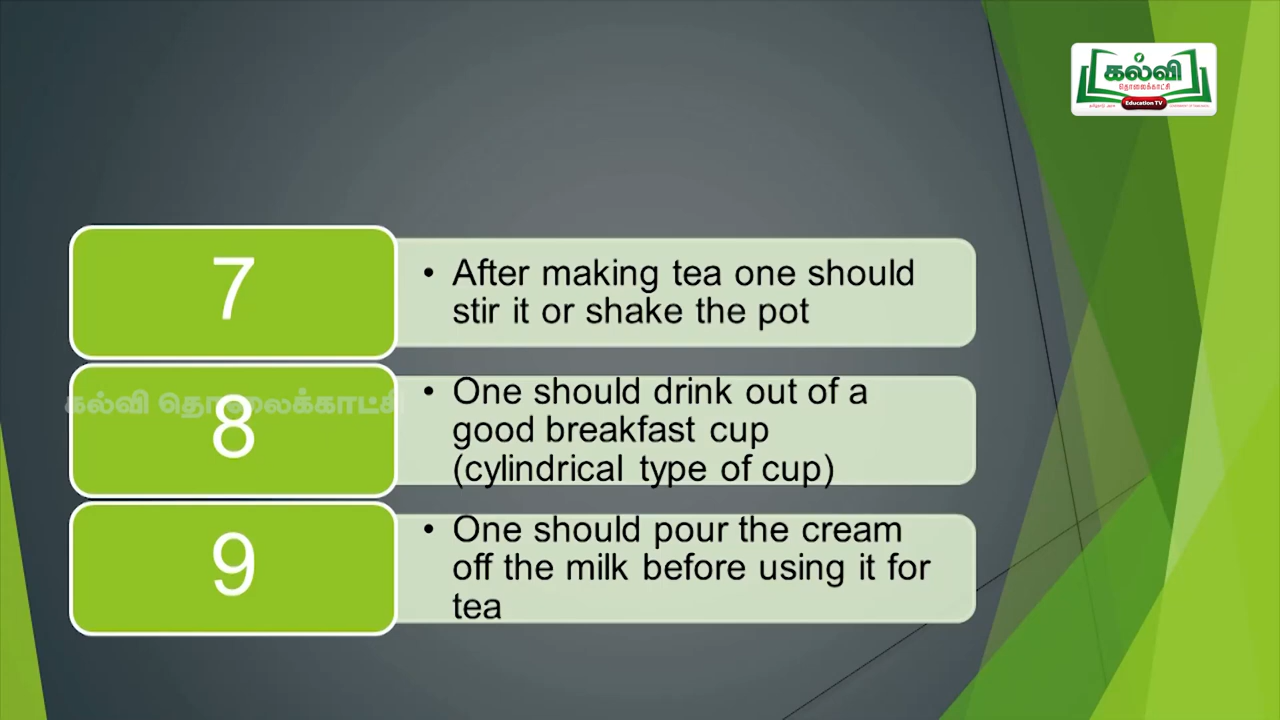 கல்வி
தொலைக்காட்சி
Education TV
7
• After making tea one should
stir it or shake the pot
கல்வி தொலைக்காட்சி
8
• One should drink out of a
good breakfast cup
(cylindrical type of cup)
9
• One should pour the cream
off the milk before using it for
tea